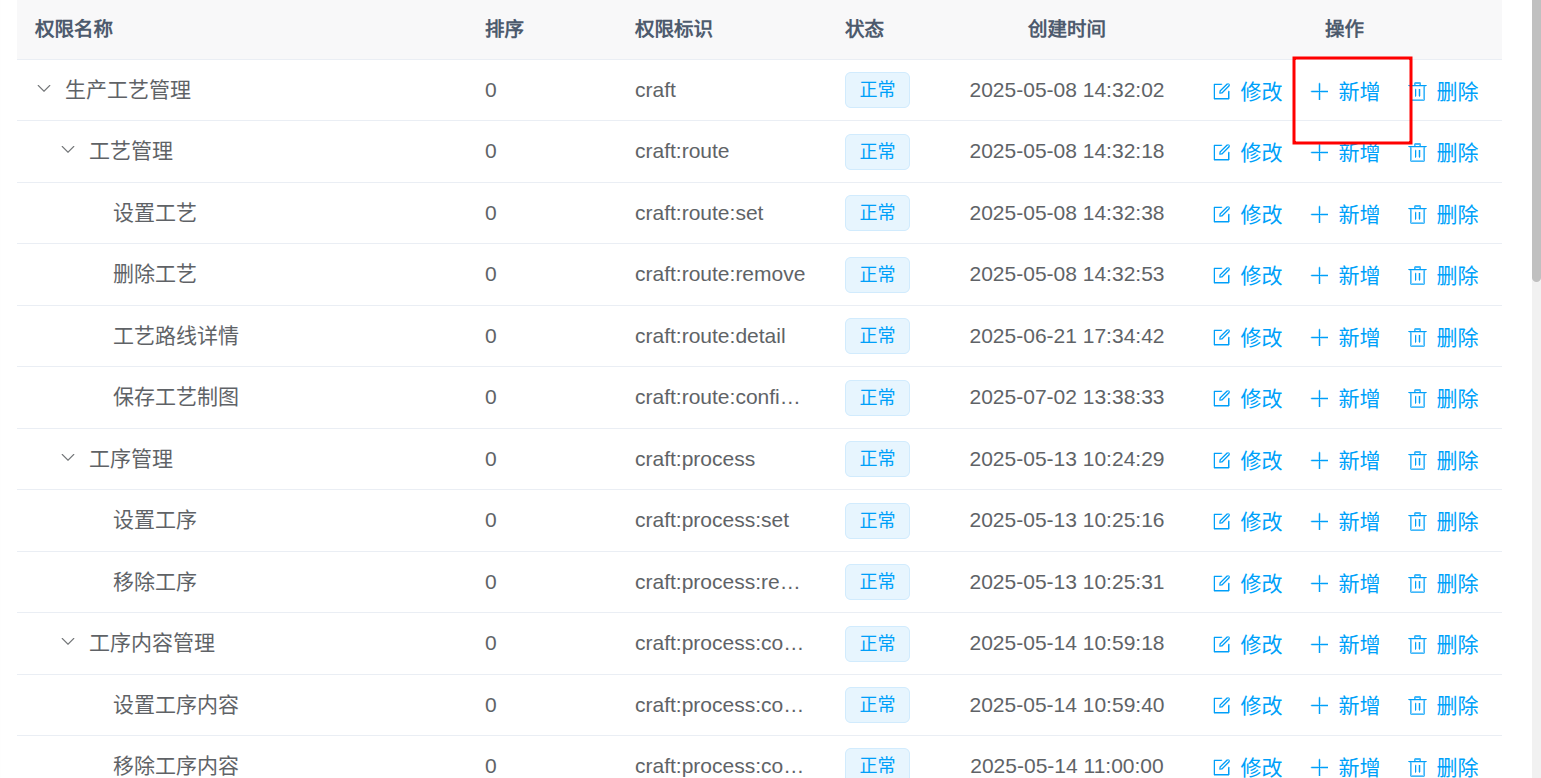 权限名称 排序 权限标识 状态 创建时间 操作
生产工艺管理 0 craft 正常 2025-05-08 14:32:02 修改 新增 删除
工艺管理 0 craft:route 正常 2025-05-08 14:32:18 修改 新增 删除
设置工艺 0 craft:route:set 正常 2025-05-08 14:32:38 修改 新增 删除
删除工艺 0 craft:route:remove 正常 2025-05-08 14:32:53 修改 新增 删除
工艺路线详情 0 craft:route:detail 正常 2025-06-21 17:34:42 修改 新增 删除
保存工艺制图 0 craft:route:confi… 正常 2025-07-02 13:38:33 修改 新增 删除
工序管理 0 craft:process 正常 2025-05-13 10:24:29 修改 新增 删除
设置工序 0 craft:process:set 正常 2025-05-13 10:25:16 修改 新增 删除
移除工序 0 craft:process:re… 正常 2025-05-13 10:25:31 修改 新增 删除
工序内容管理 0 craft:process:co… 正常 2025-05-14 10:59:18 修改 新增 删除
设置工序内容 0 craft:process:co… 正常 2025-05-14 10:59:40 修改 新增 删除
移除工序内容 0 craft:process:co… 正常 2025-05-14 11:00:00 修改 新增 删除